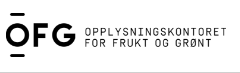 OFG
OPPLYSNINGSKONTORET
FOR FRUKT OG GRØNT